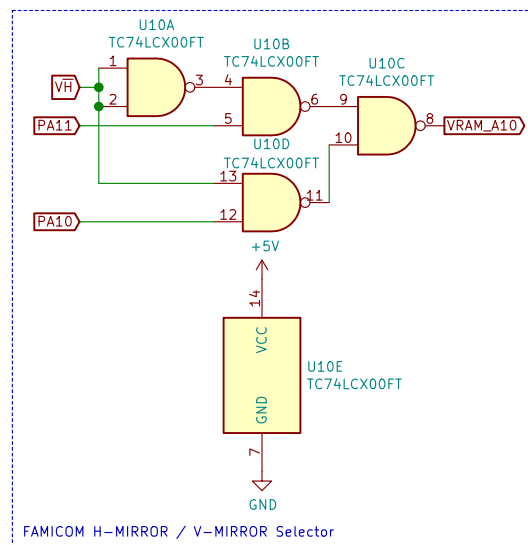 U10A
TC74LCX00FT
U10B
TC74LCX00FT
U10C
TC74LCX00FT
VH̅
1
2
3
4
5
6
9
10
8
VRAM_A10
PA11
U10D
TC74LCX00FT
13
12
11
PA10
+5V
14
VCC
U10E
TC74LCX00FT
GND
7
GND
FAMICOM H-MIRROR / V-MIRROR Selector